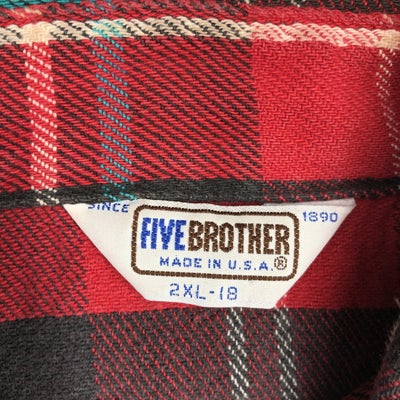 SINCE 1890
FIVE BROTHER
MADE IN U.S.A.®
2XL-18